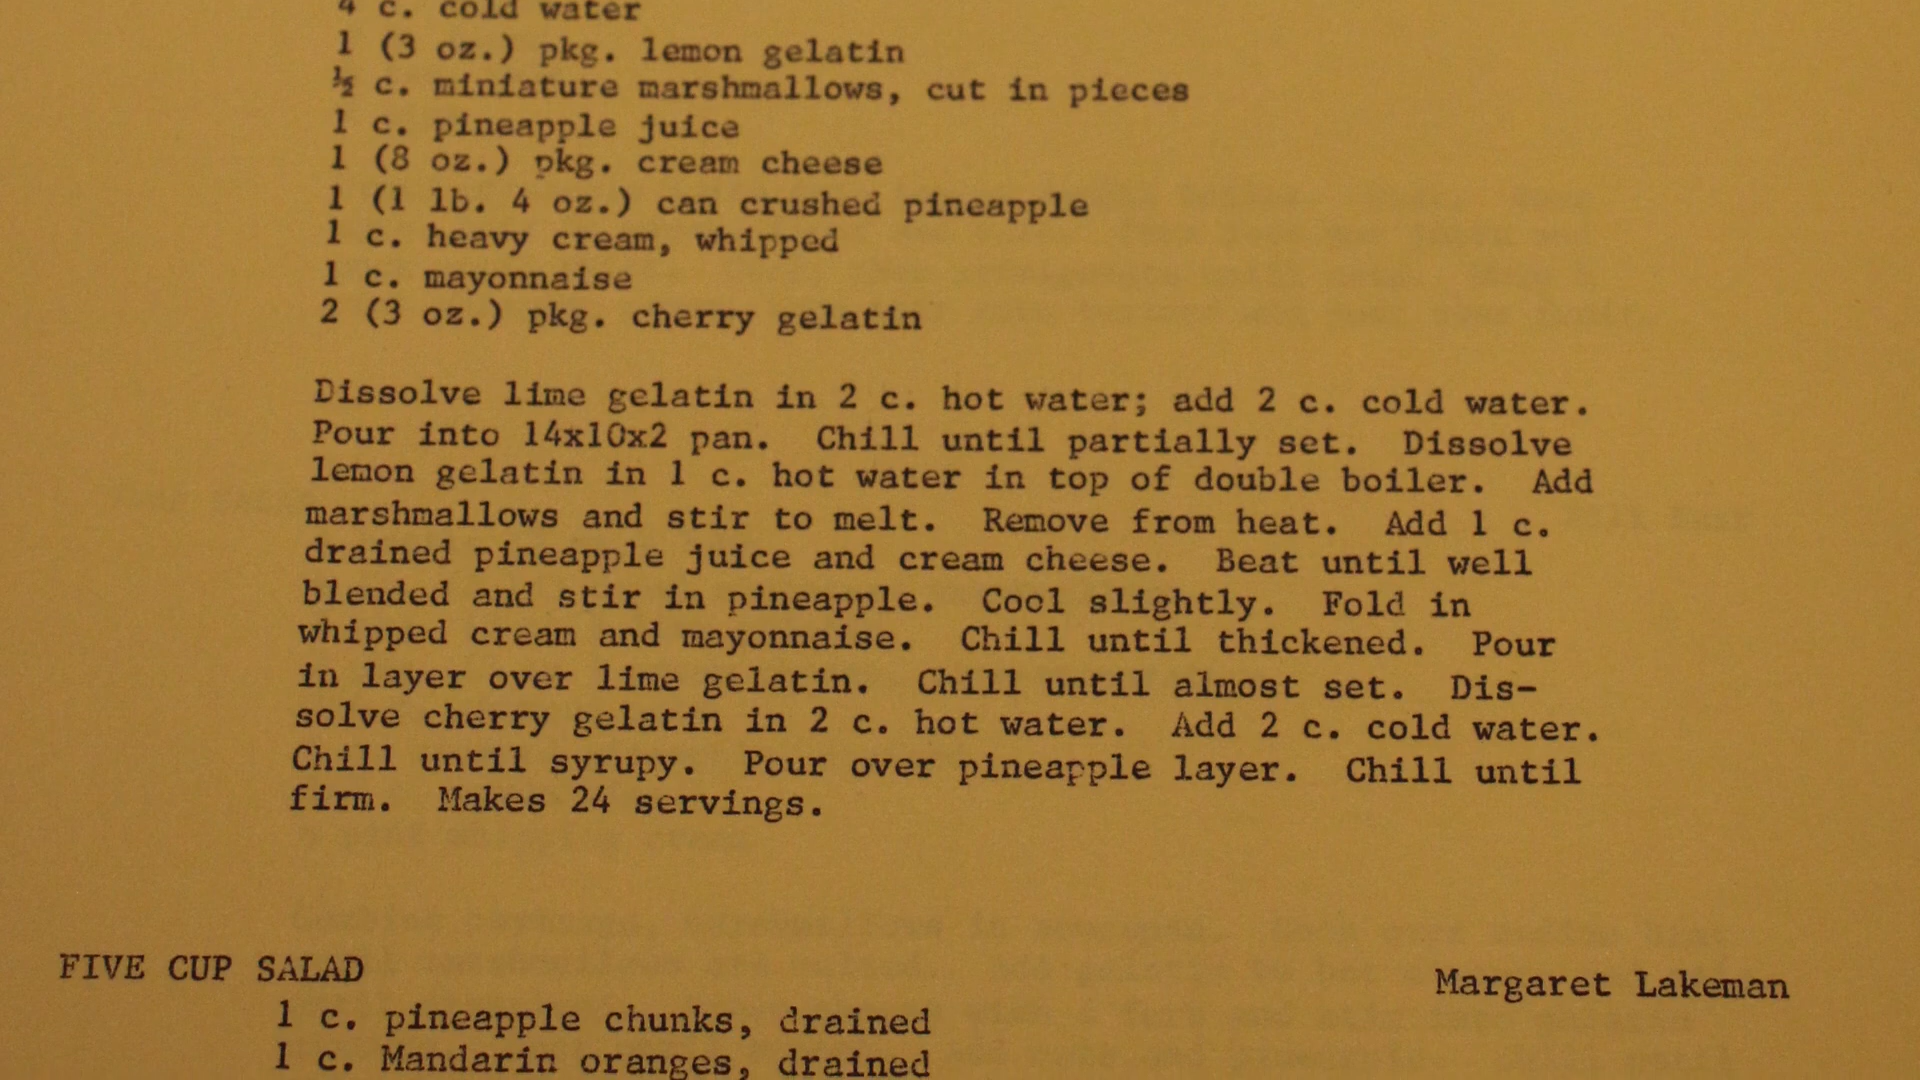 4 c. cold water
1 (3 oz.) pkg. lemon gelatin
½ c. miniature marshmallows, cut in pieces
1 c. pineapple juice
1 (8 oz.) pkg. cream cheese
1 (1 lb. 4 oz.) can crushed pineapple
1 c. heavy cream, whipped
1 c. mayonnaise
2 (3 oz.) pkg. cherry gelatin
Dissolve lime gelatin in 2 c. hot water; add 2 c. cold water.
Pour into 14x10x2 pan. Chill until partially set. Dissolve
lemon gelatin in 1 c. hot water in top of double boiler. Add
marshmallows and stir to melt. Remove from heat. Add 1 c.
drained pineapple juice and cream cheese. Beat until well
blended and stir in pineapple. Cool slightly. Fold in
whipped cream and mayonnaise. Chill until thickened. Pour
in layer over lime gelatin. Chill until almost set. Dis-
solve cherry gelatin in 2 c. hot water. Add 2 c. cold water.
Chill until syrupy. Pour over pineapple layer. Chill until
firm. Makes 24 servings.
FIVE CUP SALAD Margaret Lakeman
1 c. pineapple chunks, drained
1 c. Mandarin oranges, drained